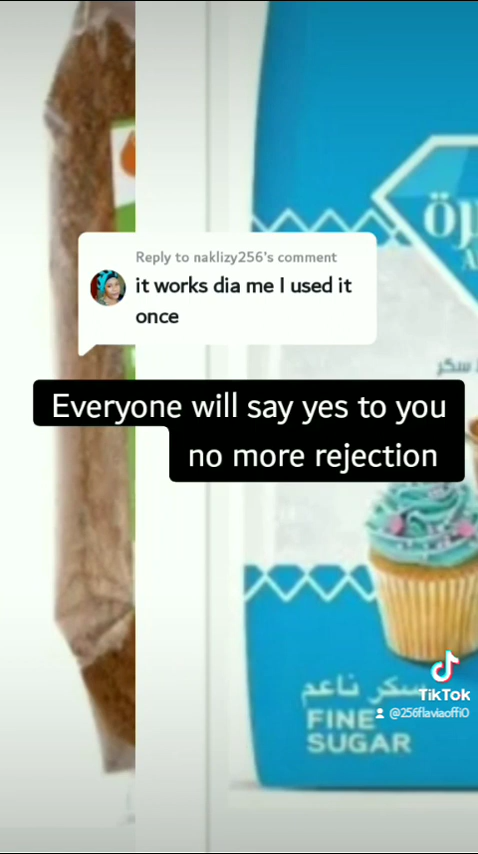 Reply to naklizy256's comment
it works dia me I used it
once
Everyone will say yes to you
no more rejection
سكر ناعم
FINE
SUGAR
TikTok
@256flaviaoffi0